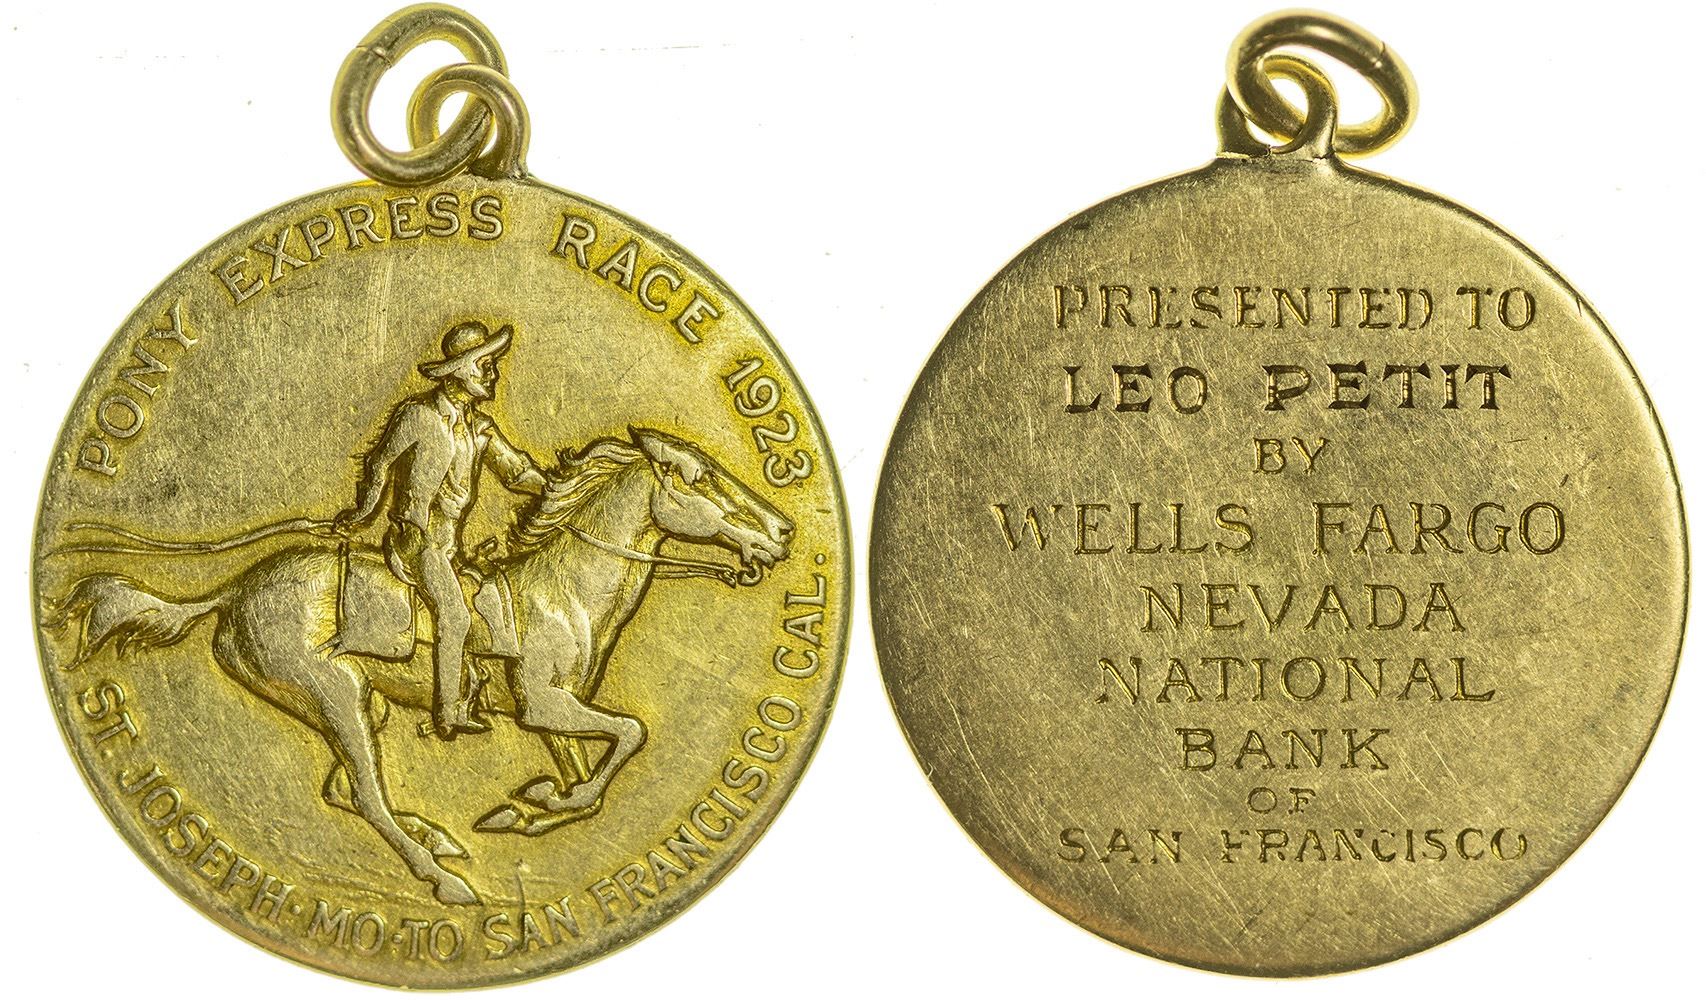 PONY EXPRESS RACE 1923
ST. JOSEPH·MO·TO SAN FRANCISCO CAL.
PRESENTED TO
LEO PETIT
BY
WELLS FARGO
NEVADA
NATIONAL
BANK
OF
SAN FRANCISCO